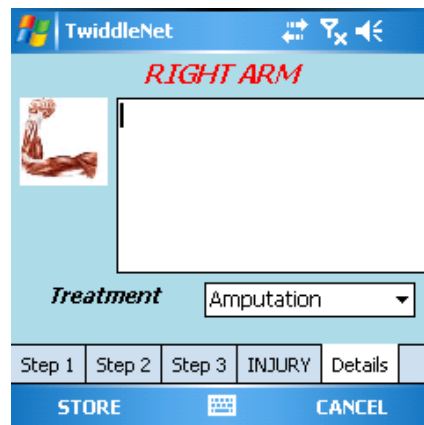 TwiddleNet
RIGHT ARM
Treatment Amputation
Step 1 Step 2 Step 3 INJURY Details
STORE CANCEL